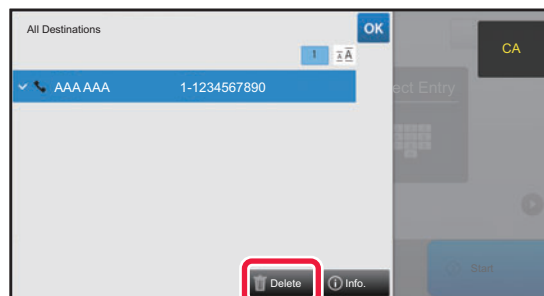 All Destinations
OK
CA
1
AAA AAA 1-1234567890
ect Entry
Delete
Info.
Start